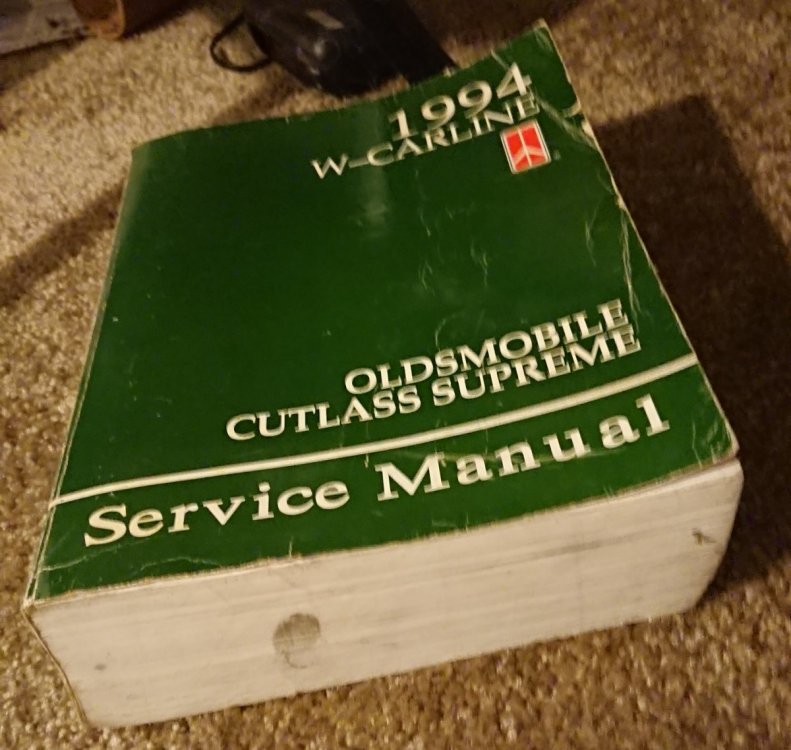 1994
W-CARLINE
OLDSMOBILE
CUTLASS SUPREME
Service Manual